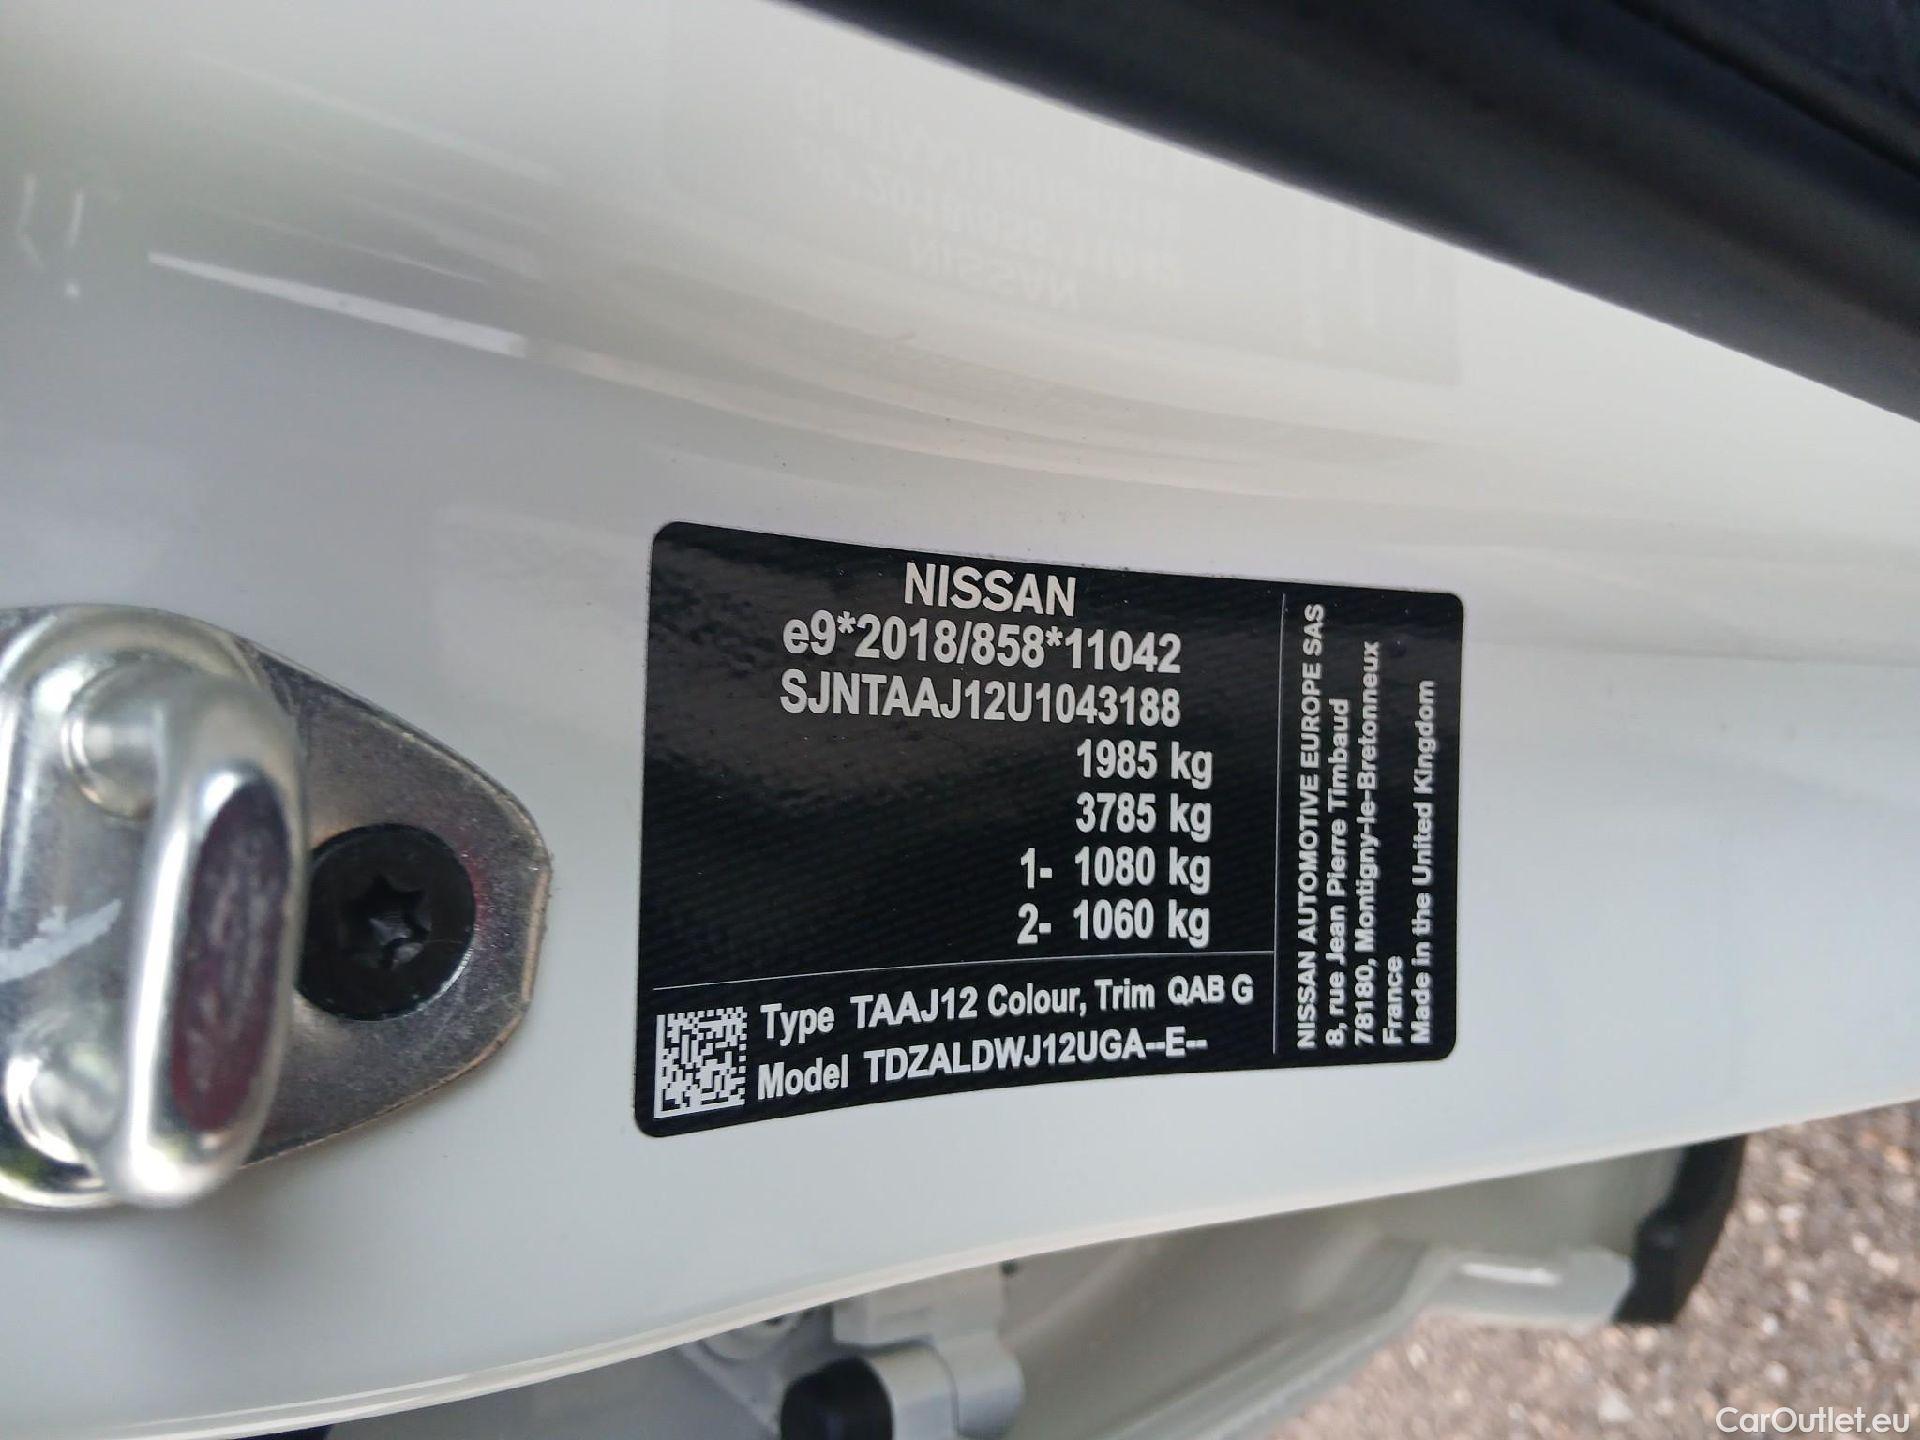 NISSAN
e9*2018/858*11042
SJNTAAJ12U1043188
1985 kg
3785 kg
1- 1080 kg
2- 1060 kg
Type TAAJ12 Colour, Trim QAB G
Model TDZALDWJ12UGA--E--
NISSAN AUTOMOTIVE EUROPE SAS
8, rue Jean Pierre Timbaud
78180, Montigny-le-Bretonneux
France
Made in the United Kingdom
CarOutlet.eu